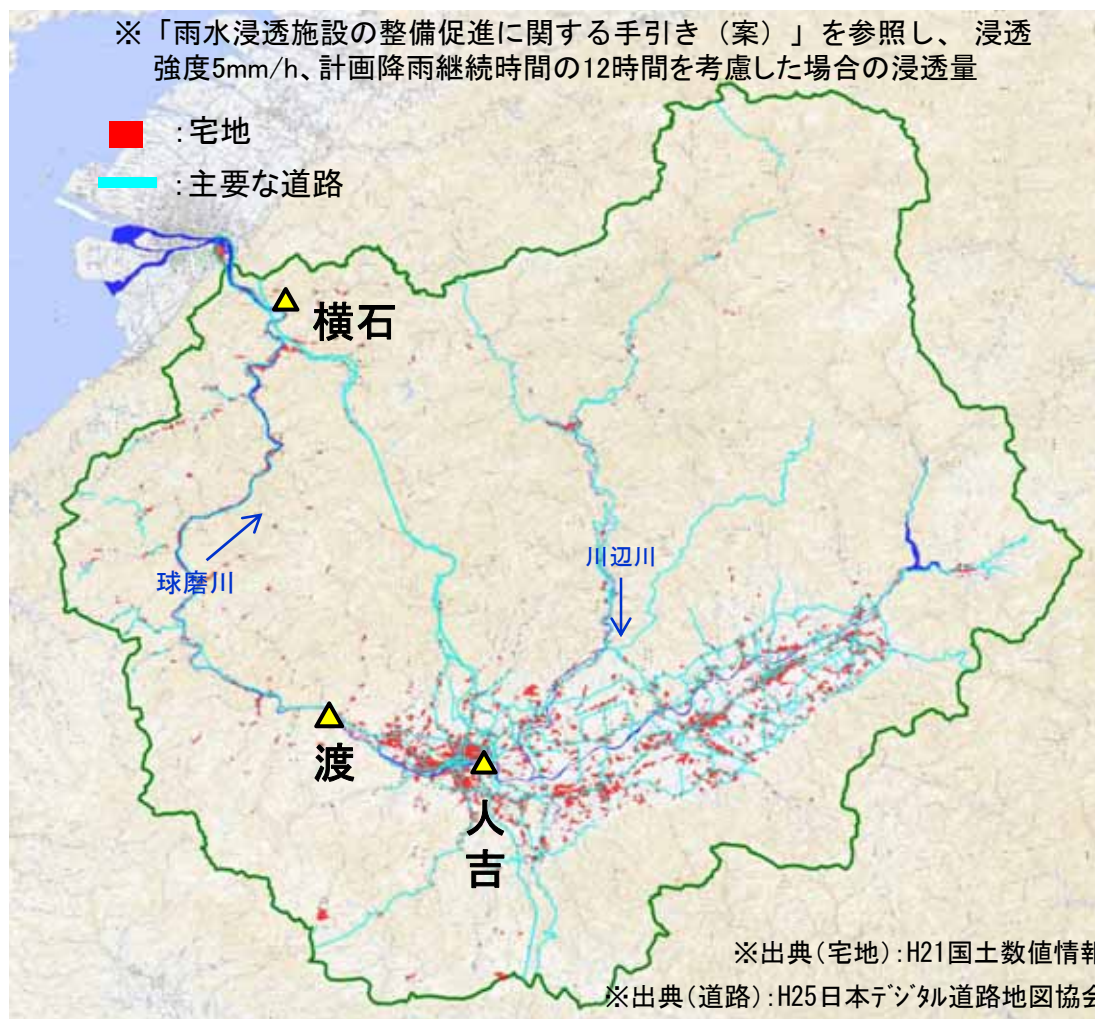 ※「雨水浸透施設の整備促進に関する手引き（案）」を参照し、 浸透
強度5mm/h、計画降雨継続時間の12時間を考慮した場合の浸透量
：宅地
：主要な道路
横石
川辺川
球磨川
渡
人吉
※出典（宅地）：H21国土数値情報
※出典（道路）：H25日本ﾃﾞｼﾞﾀﾙ道路地図協会